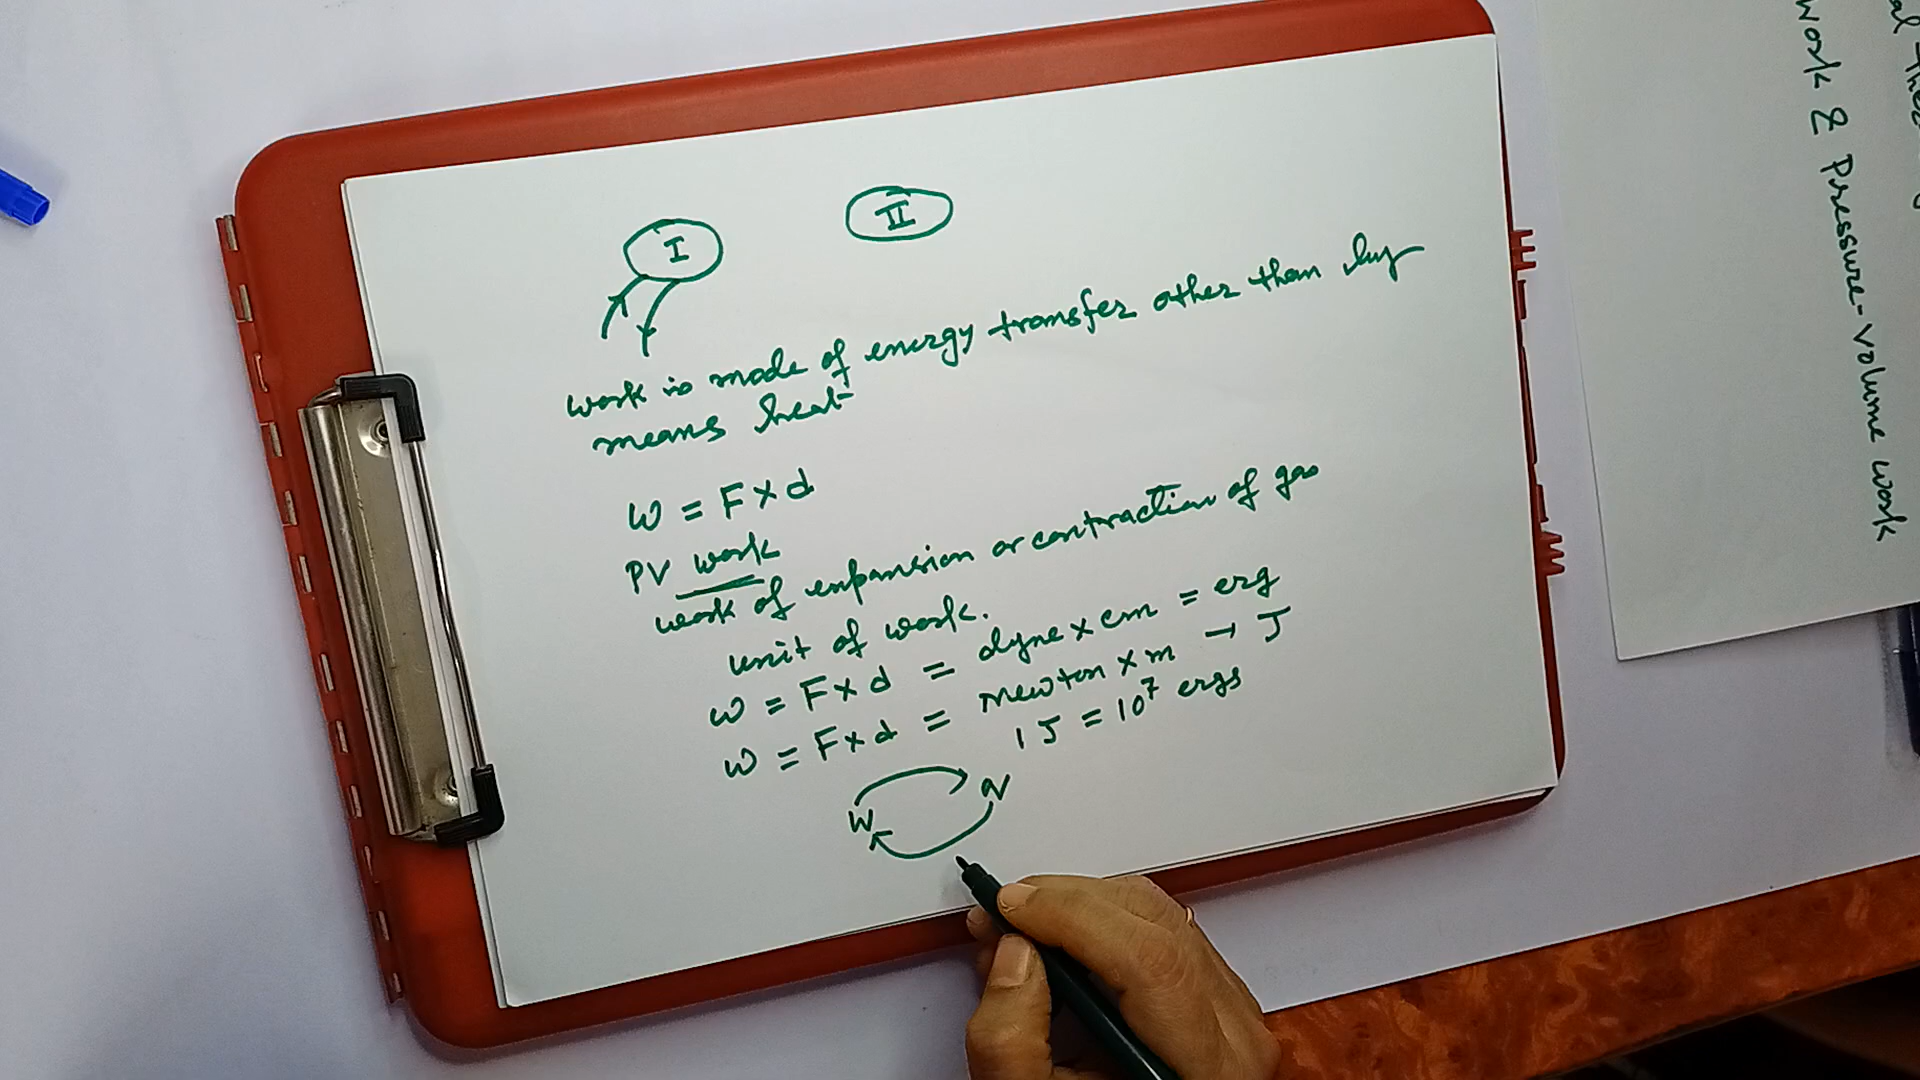 I
II
work is mode of energy transfer other than by
means heat
W = F × d
PV work
work of expansion or contraction of gas
unit of work.
W = F × d = dyne × cm = erg
W = F × d = newton × m → J
1 J = 10⁷ ergs
W
q
work & Pressure-volume work